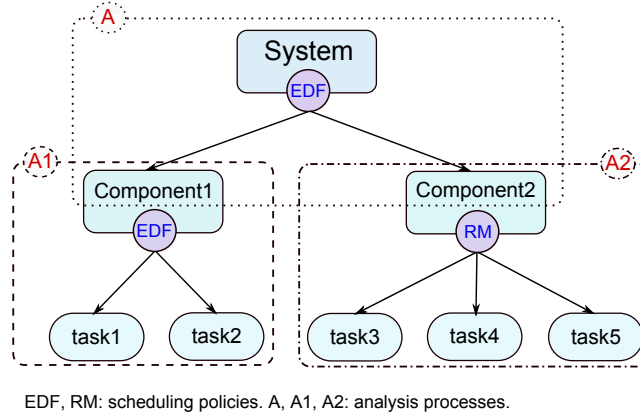 A
System
EDF
A1
A2
Component1
Component2
EDF
RM
task1
task2
task3
task4
task5
EDF, RM: scheduling policies. A, A1, A2: analysis processes.